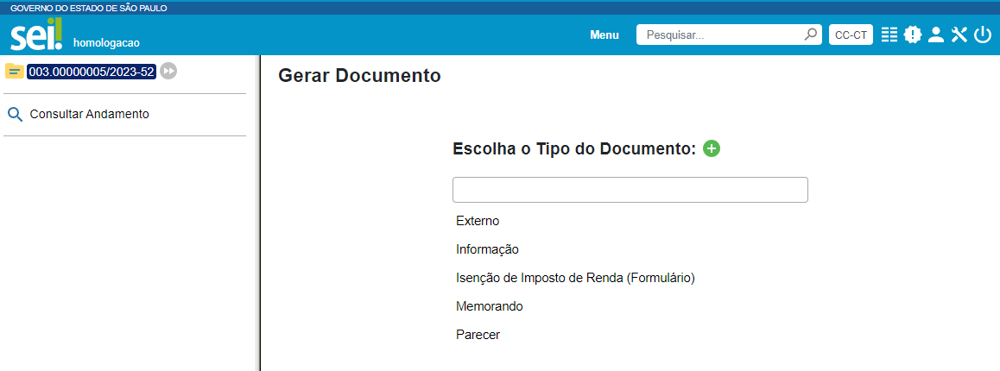 GOVERNO DO ESTADO DE SÃO PAULO
sei! homologacao
Menu
Pesquisar...
CC-CT
003.00000005/2023-52
Consultar Andamento
Gerar Documento
Escolha o Tipo do Documento:
Externo
Informação
Isenção de Imposto de Renda (Formulário)
Memorando
Parecer